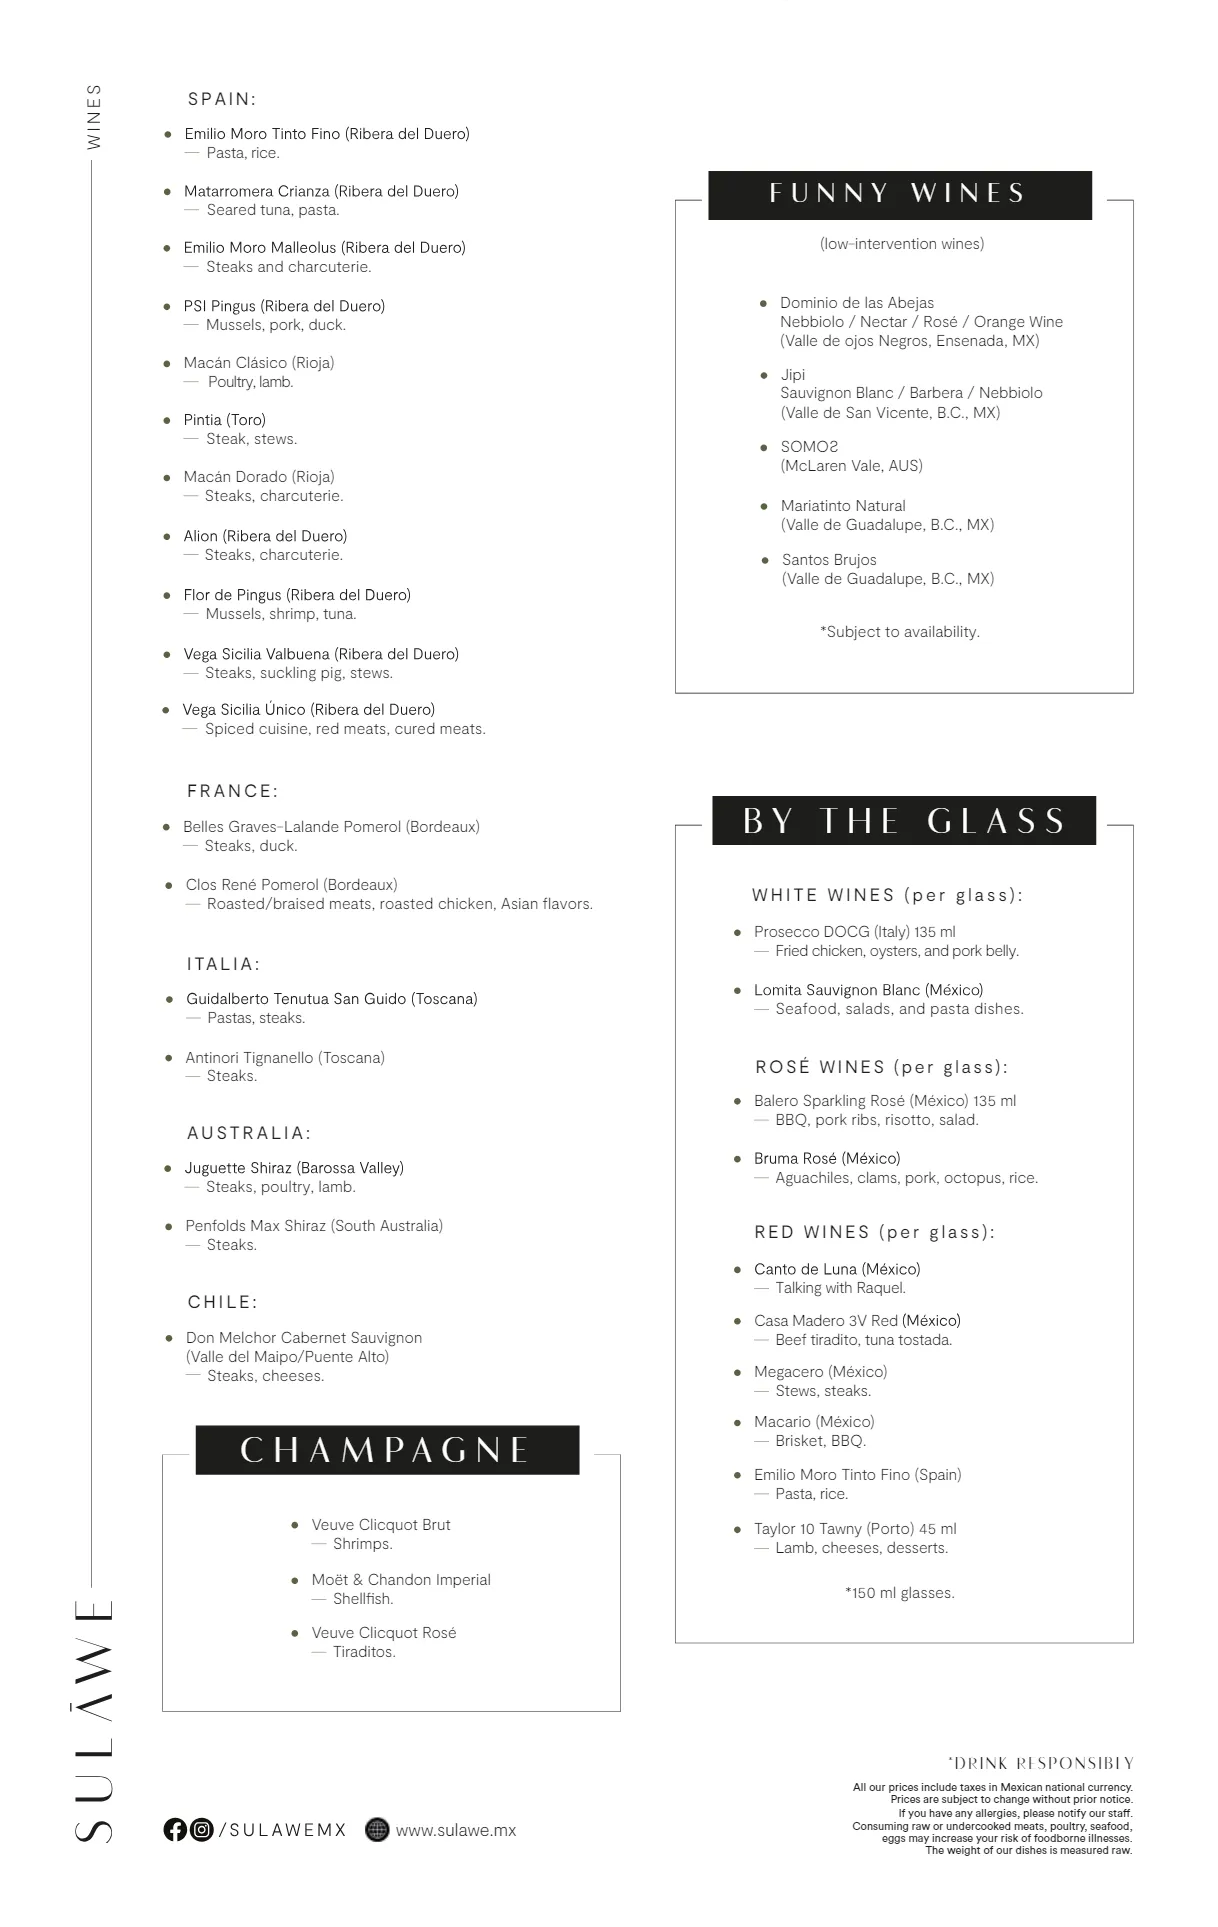 WINES
SPAIN:
● Emilio Moro Tinto Fino (Ribera del Duero)
— Pasta, rice.
● Matarromera Crianza (Ribera del Duero)
— Seared tuna, pasta.
● Emilio Moro Malleolus (Ribera del Duero)
— Steaks and charcuterie.
● PSI Pingus (Ribera del Duero)
— Mussels, pork, duck.
● Macán Clásico (Rioja)
— Poultry, lamb.
● Pintia (Toro)
— Steak, stews.
● Macán Dorado (Rioja)
— Steaks, charcuterie.
● Alion (Ribera del Duero)
— Steaks, charcuterie.
● Flor de Pingus (Ribera del Duero)
— Mussels, shrimp, tuna.
● Vega Sicilia Valbuena (Ribera del Duero)
— Steaks, suckling pig, stews.
● Vega Sicilia Único (Ribera del Duero)
— Spiced cuisine, red meats, cured meats.
FRANCE:
● Belles Graves-Lalande Pomerol (Bordeaux)
— Steaks, duck.
● Clos René Pomerol (Bordeaux)
— Roasted/braised meats, roasted chicken, Asian flavors.
ITALIA:
● Guidalberto Tenutua San Guido (Toscana)
— Pastas, steaks.
● Antinori Tignanello (Toscana)
— Steaks.
AUSTRALIA:
● Juguette Shiraz (Barossa Valley)
— Steaks, poultry, lamb.
● Penfolds Max Shiraz (South Australia)
— Steaks.
CHILE:
● Don Melchor Cabernet Sauvignon
(Valle del Maipo/Puente Alto)
— Steaks, cheeses.
CHAMPAGNE
● Veuve Clicquot Brut
— Shrimps.
● Moët & Chandon Imperial
— Shellfish.
● Veuve Clicquot Rosé
— Tiraditos.
FUNNY WINES
(low-intervention wines)
● Dominio de las Abejas
Nebbiolo / Nectar / Rosé / Orange Wine
(Valle de ojos Negros, Ensenada, MX)
● Jipi
Sauvignon Blanc / Barbera / Nebbiolo
(Valle de San Vicente, B.C., MX)
● SOMOS
(McLaren Vale, AUS)
● Mariatinto Natural
(Valle de Guadalupe, B.C., MX)
● Santos Brujos
(Valle de Guadalupe, B.C., MX)
*Subject to availability.
BY THE GLASS
WHITE WINES (per glass):
● Prosecco DOCG (Italy) 135 ml
— Fried chicken, oysters, and pork belly.
● Lomita Sauvignon Blanc (México)
— Seafood, salads, and pasta dishes.
ROSÉ WINES (per glass):
● Balero Sparkling Rosé (México) 135 ml
— BBQ, pork ribs, risotto, salad.
● Bruma Rosé (México)
— Aguachiles, clams, pork, octopus, rice.
RED WINES (per glass):
● Canto de Luna (México)
— Talking with Raquel.
● Casa Madero 3V Red (México)
— Beef tiradito, tuna tostada.
● Megacero (México)
— Stews, steaks.
● Macario (México)
— Brisket, BBQ.
● Emilio Moro Tinto Fino (Spain)
— Pasta, rice.
● Taylor 10 Tawny (Porto) 45 ml
— Lamb, cheeses, desserts.
*150 ml glasses.
SULĀWE
/SULAWEMX www.sulawe.mx
*DRINK RESPONSIBLY
All our prices include taxes in Mexican national currency.
Prices are subject to change without prior notice.
If you have any allergies, please notify our staff.
Consuming raw or undercooked meats, poultry, seafood,
eggs may increase your risk of foodborne illnesses.
The weight of our dishes is measured raw.